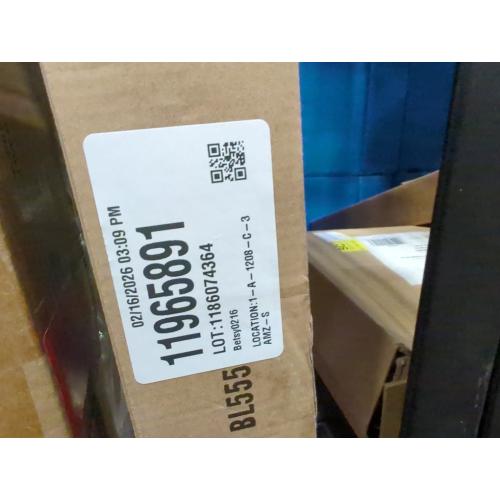 02/16/2026 03:09 PM
11965891
LOT:1186074364
Betsy0216
LOCATION:1-A-1208-C-3
AMZ-S
BL555